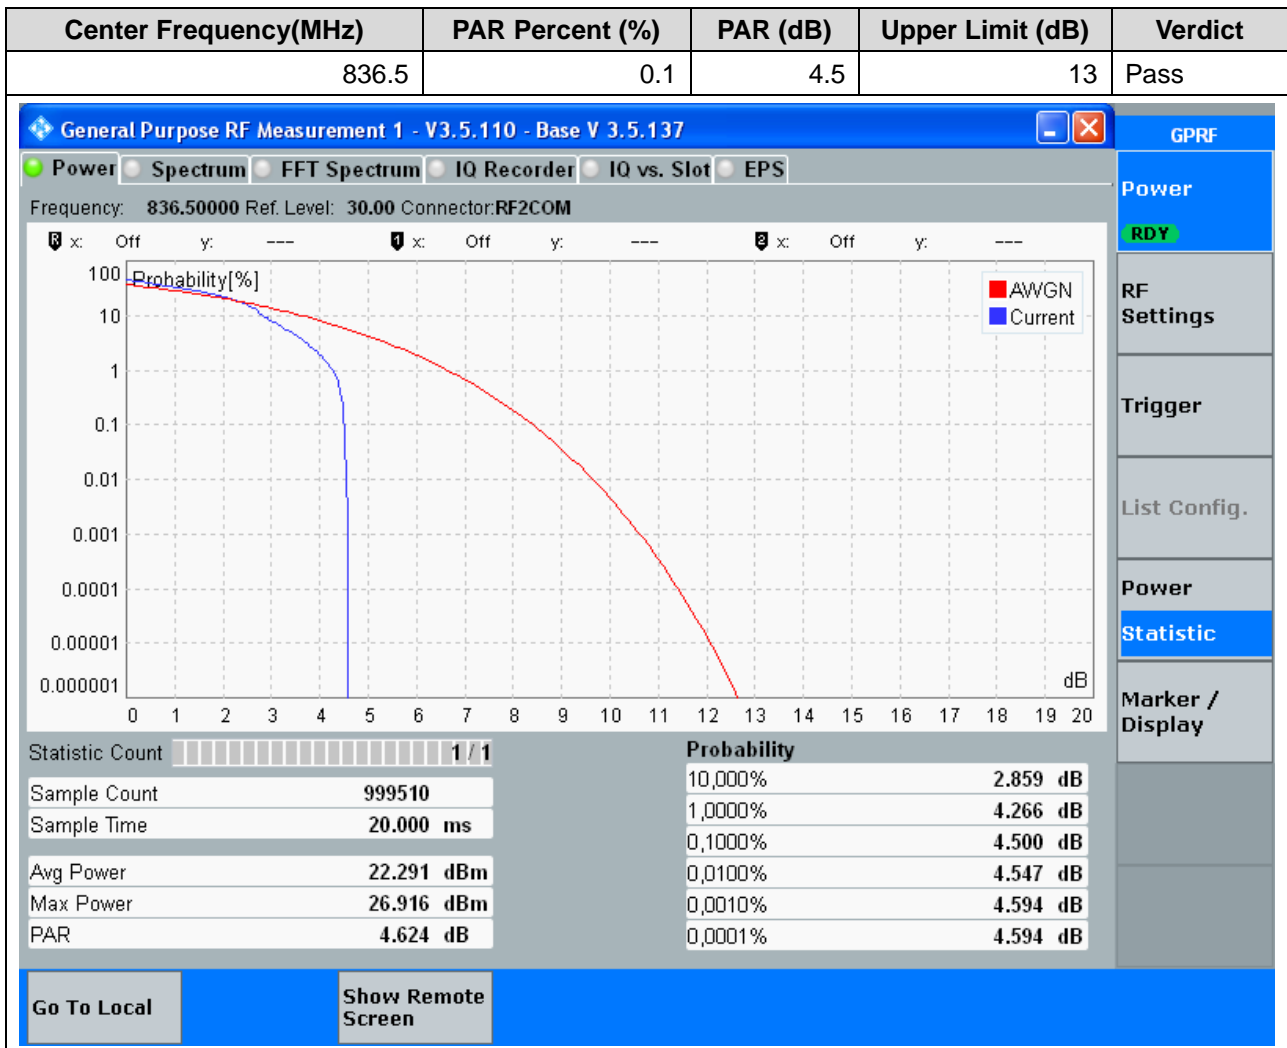 Center Frequency(MHz) PAR Percent (%) PAR (dB) Upper Limit (dB) Verdict
836.5 0.1 4.5 13 Pass
General Purpose RF Measurement 1 - V3.5.110 - Base V 3.5.137
GPRF
Power Spectrum FFT Spectrum IQ Recorder IQ vs. Slot EPS
Power
RDY
Frequency: 836.50000 Ref. Level: 30.00 Connector:RF2COM
R x: Off y: --- 1 x: Off y: --- 2 x: Off y: ---
Probability[%]
AWGN
Current
100
10
1
0.1
0.01
0.001
0.0001
0.00001
0.000001
dB
0 1 2 3 4 5 6 7 8 9 10 11 12 13 14 15 16 17 18 19 20
RF
Settings
Trigger
List Config.
Power
Statistic
Marker /
Display
Statistic Count 1 / 1
Sample Count 999510
Sample Time 20.000 ms
Avg Power 22.291 dBm
Max Power 26.916 dBm
PAR 4.624 dB
Probability
10,000% 2.859 dB
1,0000% 4.266 dB
0,1000% 4.500 dB
0,0100% 4.547 dB
0,0010% 4.594 dB
0,0001% 4.594 dB
Go To Local
Show Remote
Screen